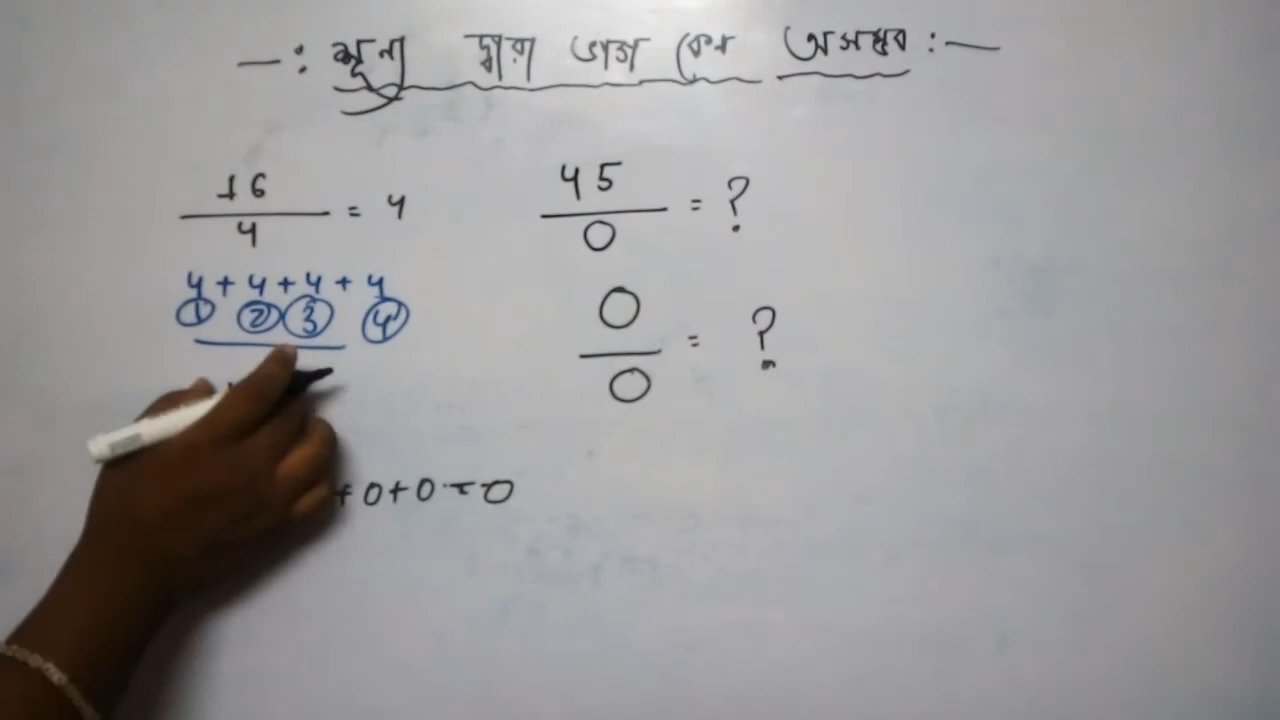 -: শূন্য দ্বারা ভাগ কেন অসম্ভব :-
16/4 = 4
45/0 = ?
4 + 4 + 4 + 4
① ② ③ ④
0/0 = ?
+ 0 + 0 = 0